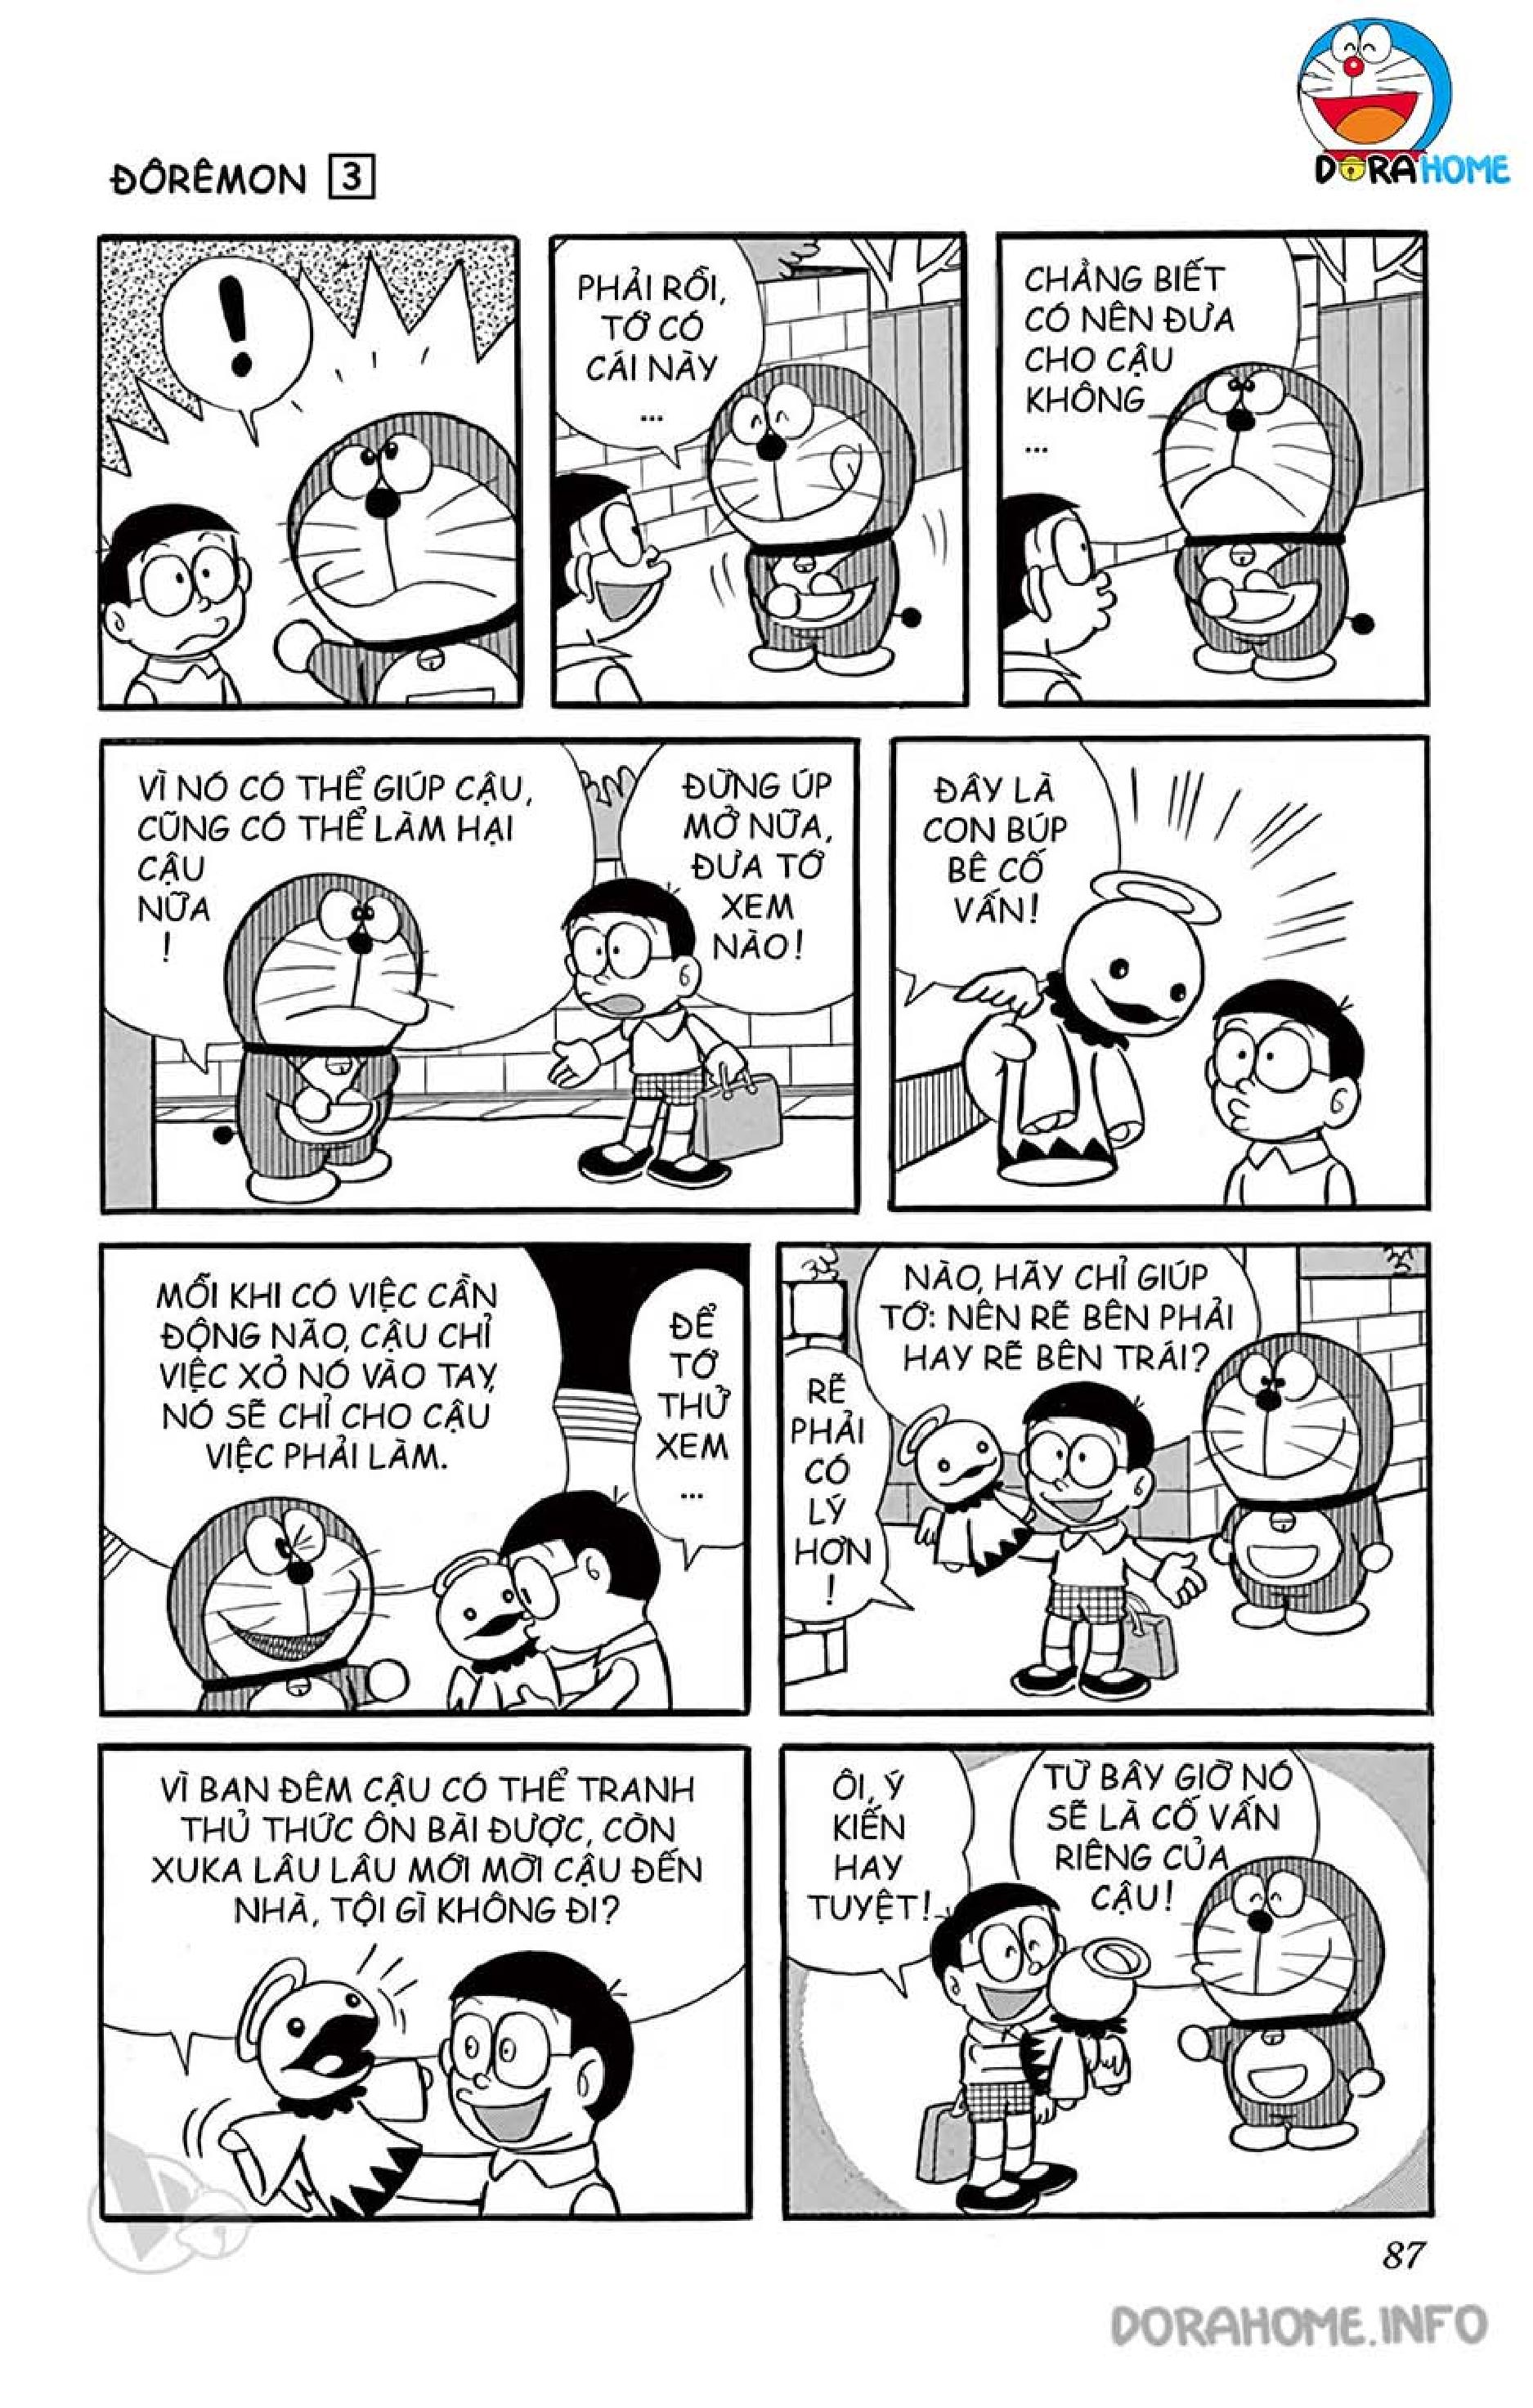 DORAHOME
ĐÔRÊMON 3
!
PHẢI RỒI,
TỚ CÓ
CÁI NÀY
...
CHẲNG BIẾT
CÓ NÊN ĐƯA
CHO CẬU
KHÔNG
...
VÌ NÓ CÓ THỂ GIÚP CẬU,
CŨNG CÓ THỂ LÀM HẠI
CẬU
NỮA
!
ĐỪNG ÚP
MỞ NỮA,
ĐƯA TỚ
XEM
NÀO!
ĐÂY LÀ
CON BÚP
BÊ CỐ
VẤN!
MỖI KHI CÓ VIỆC CẦN
ĐỘNG NÃO, CẬU CHỈ
VIỆC XỎ NÓ VÀO TAY,
NÓ SẼ CHỈ CHO CẬU
VIỆC PHẢI LÀM.
ĐỂ
TỚ
THỬ
XEM
...
NÀO, HÃY CHỈ GIÚP
TỚ: NÊN RẼ BÊN PHẢI
HAY RẼ BÊN TRÁI?
RẼ
PHẢI
CÓ
LÝ
HƠN
!
VÌ BAN ĐÊM CẬU CÓ THỂ TRANH
THỦ THỨC ÔN BÀI ĐƯỢC, CÒN
XUKA LÂU LÂU MỚI MỜI CẬU ĐẾN
NHÀ, TỘI GÌ KHÔNG ĐI?
ÔI, Ý
KIẾN
HAY
TUYỆT!
TỪ BÂY GIỜ NÓ
SẼ LÀ CỐ VẤN
RIÊNG CỦA
CẬU!
87
DORAHOME.INFO